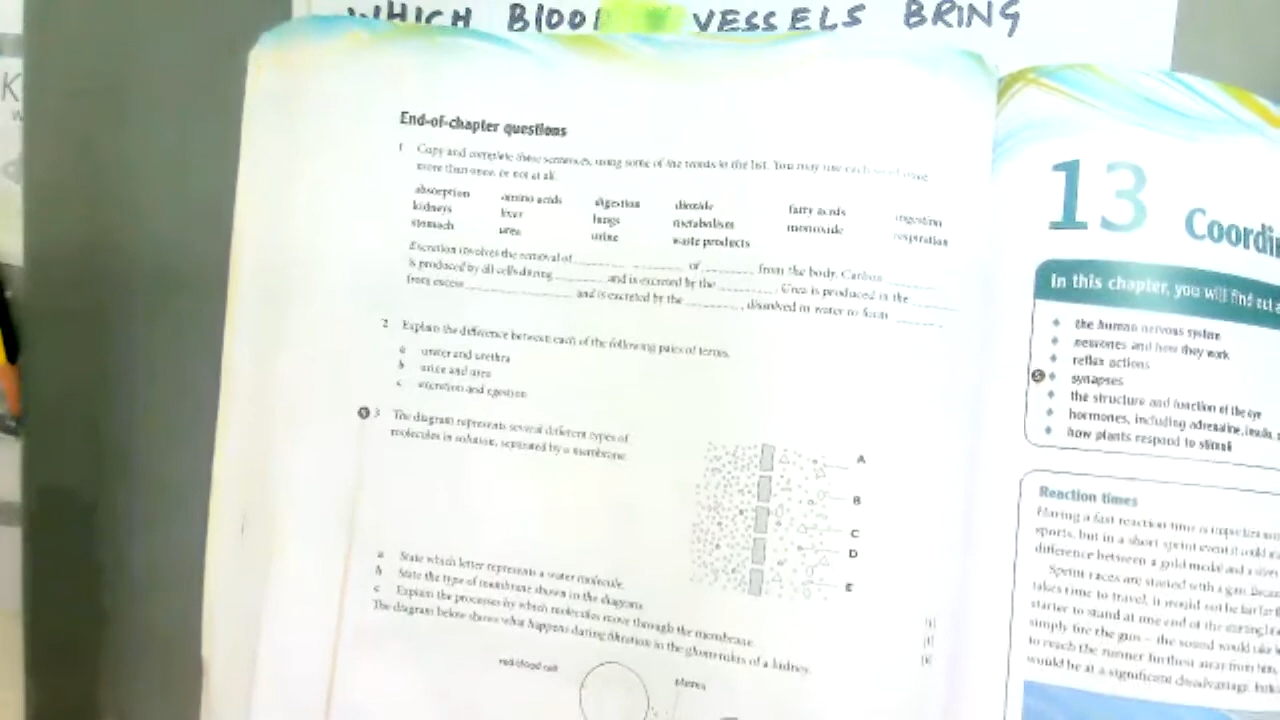 WHICH BLOOD VESSELS BRING
End-of-chapter questions
1 Copy and complete these sentences, using some of the words in the list. You may use each word once,
more than once or not at all.
absorption amino acids digestion dioxide fatty acids ingestion
kidneys liver lungs metabolism monoxide respiration
stomach urea urine waste products
Excretion involves the removal of ____ of ____ from the body. Carbon ____
is produced by all cells during ____ and is excreted by the ____. Urea is produced in the ____
from excess ____ and is excreted by the ____, dissolved in water to form ____
2 Explain the difference between each of the following pairs of terms.
a ureter and urethra
b urine and urea
c excretion and egestion
S 3 The diagram represents several different types of
molecules in solution, separated by a membrane
A
B
C
D
E
a State which letter represents a water molecule.
b State the type of membrane shown in the diagram
c Explain the processes by which molecules move through the membrane
The diagram below shows what happens during filtration in the glomerulus of a kidney.
[1]
[1]
red blood cell
13 Coordi
In this chapter, you will find out a
the human nervous system
neurones and how they work
reflex actions
S synapses
the structure and function of the eye
hormones, including adrenaline, insulin,
how plants respond to stimuli
Reaction times
Having a fast reaction time is important
sports, but in a short sprint event it could
difference between a gold medal and a silver
Sprint races are started with a gun. Because
takes time to travel, it would not be fair for
starter to stand at one end of the starting
simply fire the gun – the sound would take
to reach the runner furthest away from him,
would be at a significant disadvantage.
K